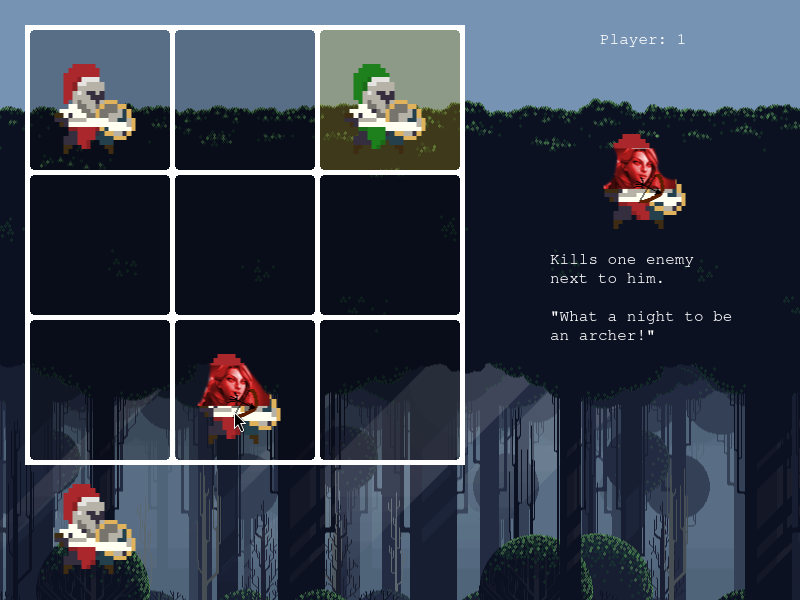 Player: 1
Kills one enemy
next to him.
"What a night to be
an archer!"